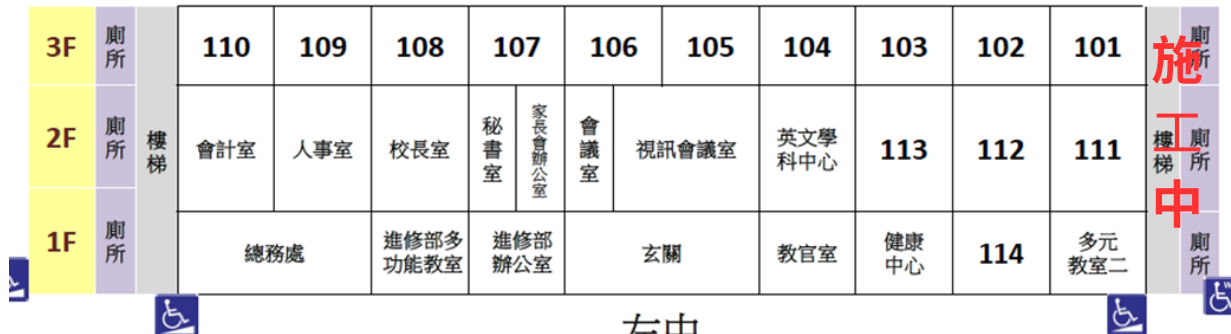 3F 廁所 110 109 108 107 106 105 104 103 102 101 廁所
2F 廁所 樓梯 會計室 人事室 校長室 秘書室 家長會辦公室 會議室 視訊會議室 英文學科中心 113 112 111 樓梯 廁所
1F 廁所 總務處 進修部多功能教室 進修部辦公室 玄關 教官室 健康中心 114 多元教室二 廁所
施工中